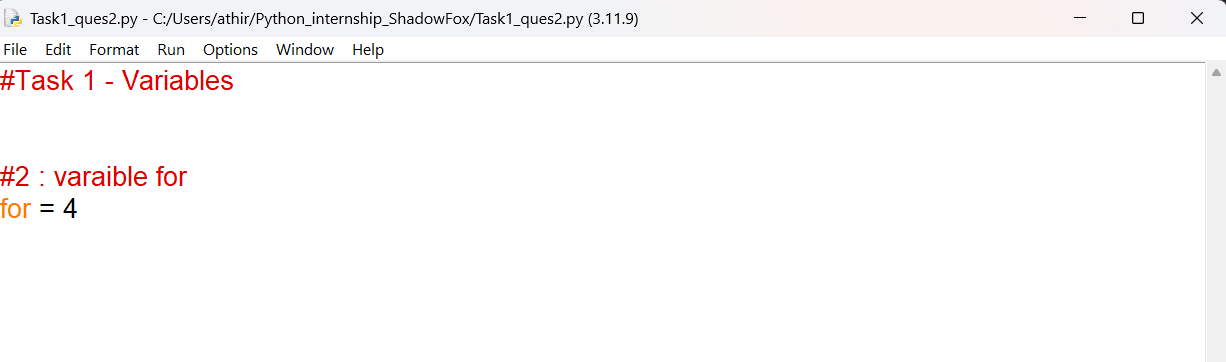 Task1_ques2.py - C:/Users/athir/Python_internship_ShadowFox/Task1_ques2.py (3.11.9)
File Edit Format Run Options Window Help
#Task 1 - Variables
#2 : varaible for
for = 4